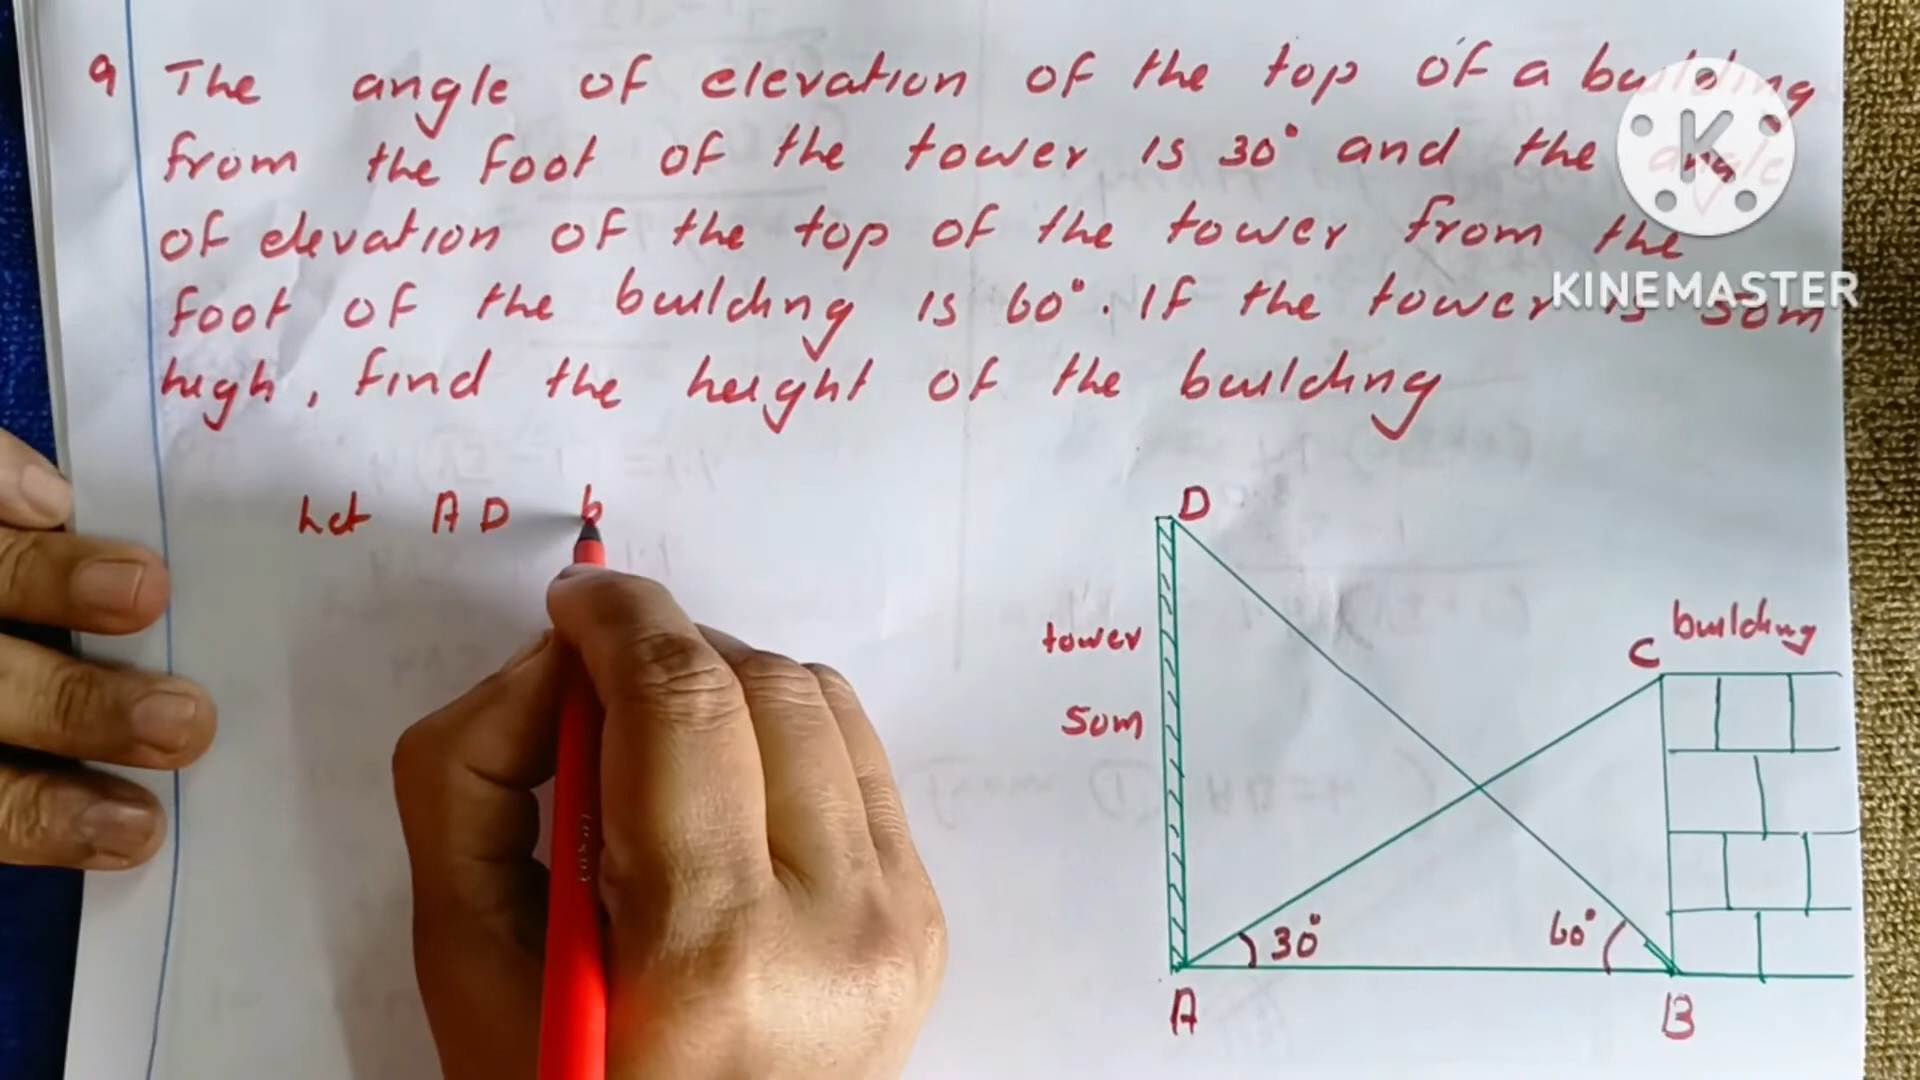 9 The angle of elevation of the top of a building
from the foot of the tower is 30° and the angle
of elevation of the top of the tower from the
foot of the building is 60°. If the tower is 50m
high, find the height of the building
Let AD b
D
tower
50m
C building
30°
60°
A
B
K
KINEMASTER